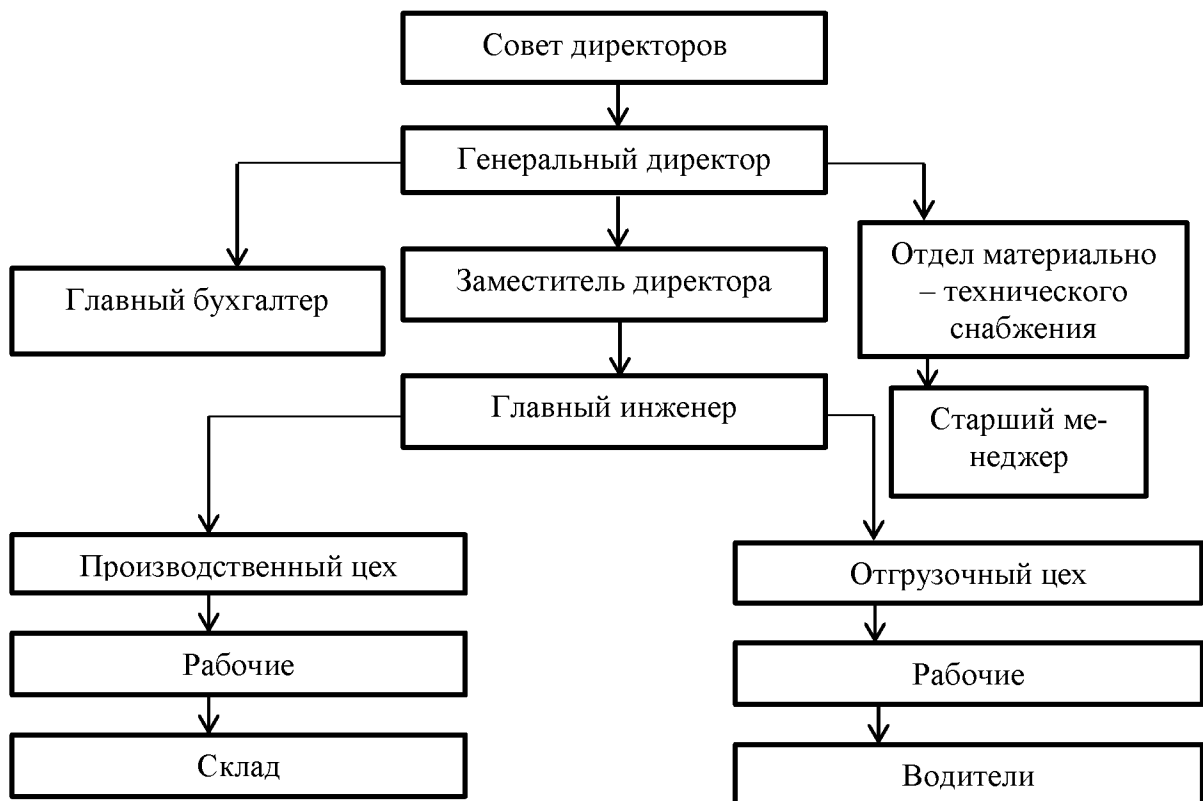 Совет директоров
Генеральный директор
Главный бухгалтер
Заместитель директора
Отдел материально
– технического
снабжения
Главный инженер
Старший ме-
неджер
Производственный цех
Отгрузочный цех
Рабочие
Рабочие
Склад
Водители